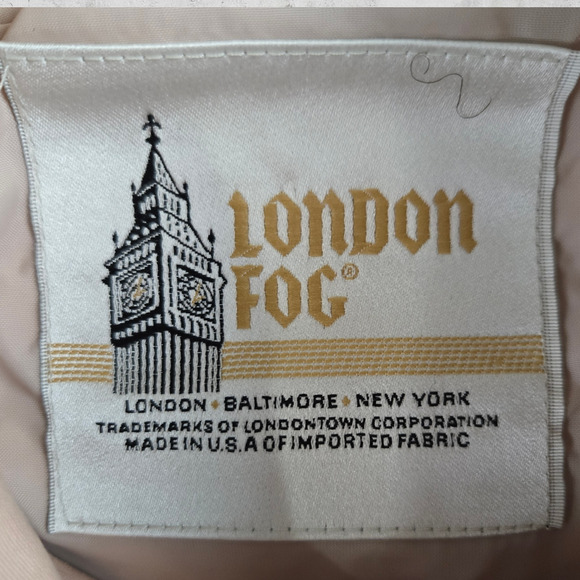 LONDON
FOG®
LONDON ◆ BALTIMORE ◆ NEW YORK
TRADEMARKS OF LONDONTOWN CORPORATION
MADE IN U.S.A OF IMPORTED FABRIC